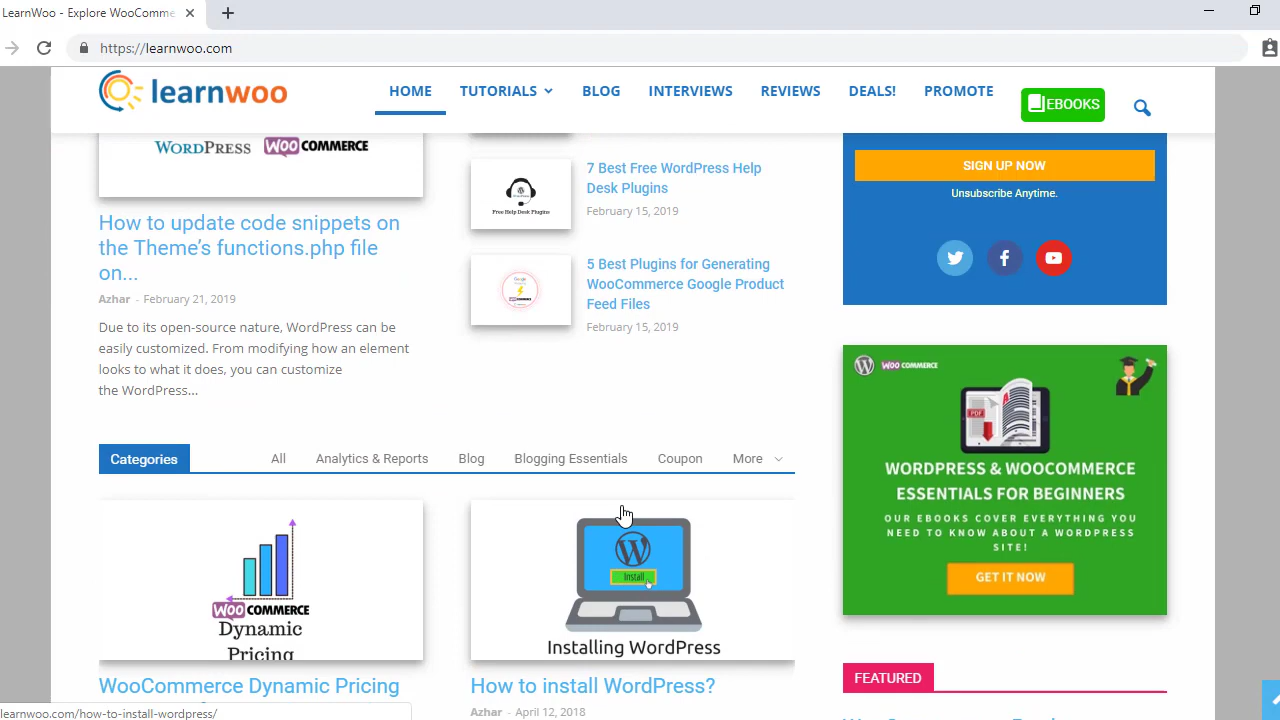 LearnWoo - Explore WooComme
https://learnwoo.com
learnwoo
HOME
TUTORIALS
BLOG
INTERVIEWS
REVIEWS
DEALS!
PROMOTE
EBOOKS
WORDPRESS WOO COMMERCE
How to update code snippets on
the Theme's functions.php file
on...
Azhar - February 21, 2019
Due to its open-source nature, WordPress can be
easily customized. From modifying how an element
looks to what it does, you can customize
the WordPress...
Free Help Desk Plugins
7 Best Free WordPress Help
Desk Plugins
February 15, 2019
Google
5 Best Plugins for Generating
WooCommerce Google Product
Feed Files
February 15, 2019
SIGN UP NOW
Unsubscribe Anytime.
WOO COMMERCE
PDF
WORDPRESS & WOOCOMMERCE
ESSENTIALS FOR BEGINNERS
OUR EBOOKS COVER EVERYTHING YOU
NEED TO KNOW ABOUT A WORDPRESS
SITE!
GET IT NOW
Categories
All
Analytics & Reports
Blog
Blogging Essentials
Coupon
More
WOO COMMERCE
Dynamic
Pricing
WooCommerce Dynamic Pricing
Install
Installing WordPress
How to install WordPress?
Azhar - April 12, 2018
FEATURED
learnwoo.com/how-to-install-wordpress/